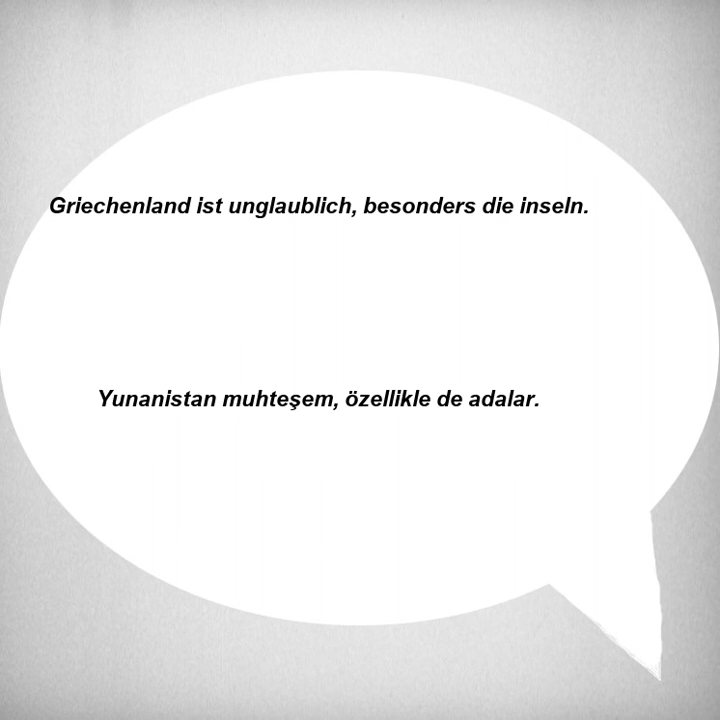 Griechenland ist unglaublich, besonders die inseln.
Yunanistan muhteşem, özellikle de adalar.